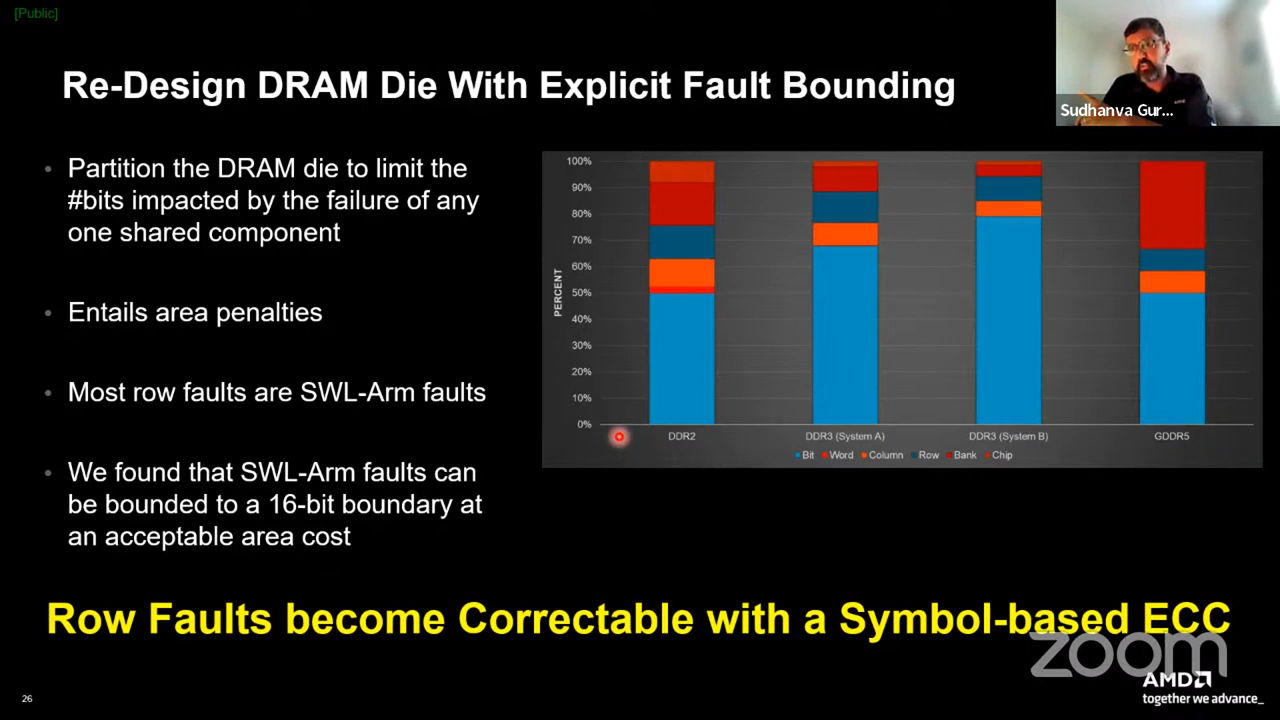 [Public]
Re-Design DRAM Die With Explicit Fault Bounding
Sudhanva Gur...
• Partition the DRAM die to limit the
#bits impacted by the failure of any
one shared component
• Entails area penalties
• Most row faults are SWL-Arm faults
• We found that SWL-Arm faults can
be bounded to a 16-bit boundary at
an acceptable area cost
100%
90%
80%
70%
60%
50%
40%
30%
20%
10%
0%
PERCENT
DDR2 DDR3 (System A) DDR3 (System B) GDDR5
Bit Word Column Row Bank Chip
Row Faults become Correctable with a Symbol-based ECC
zoom
26
AMD
together we advance_